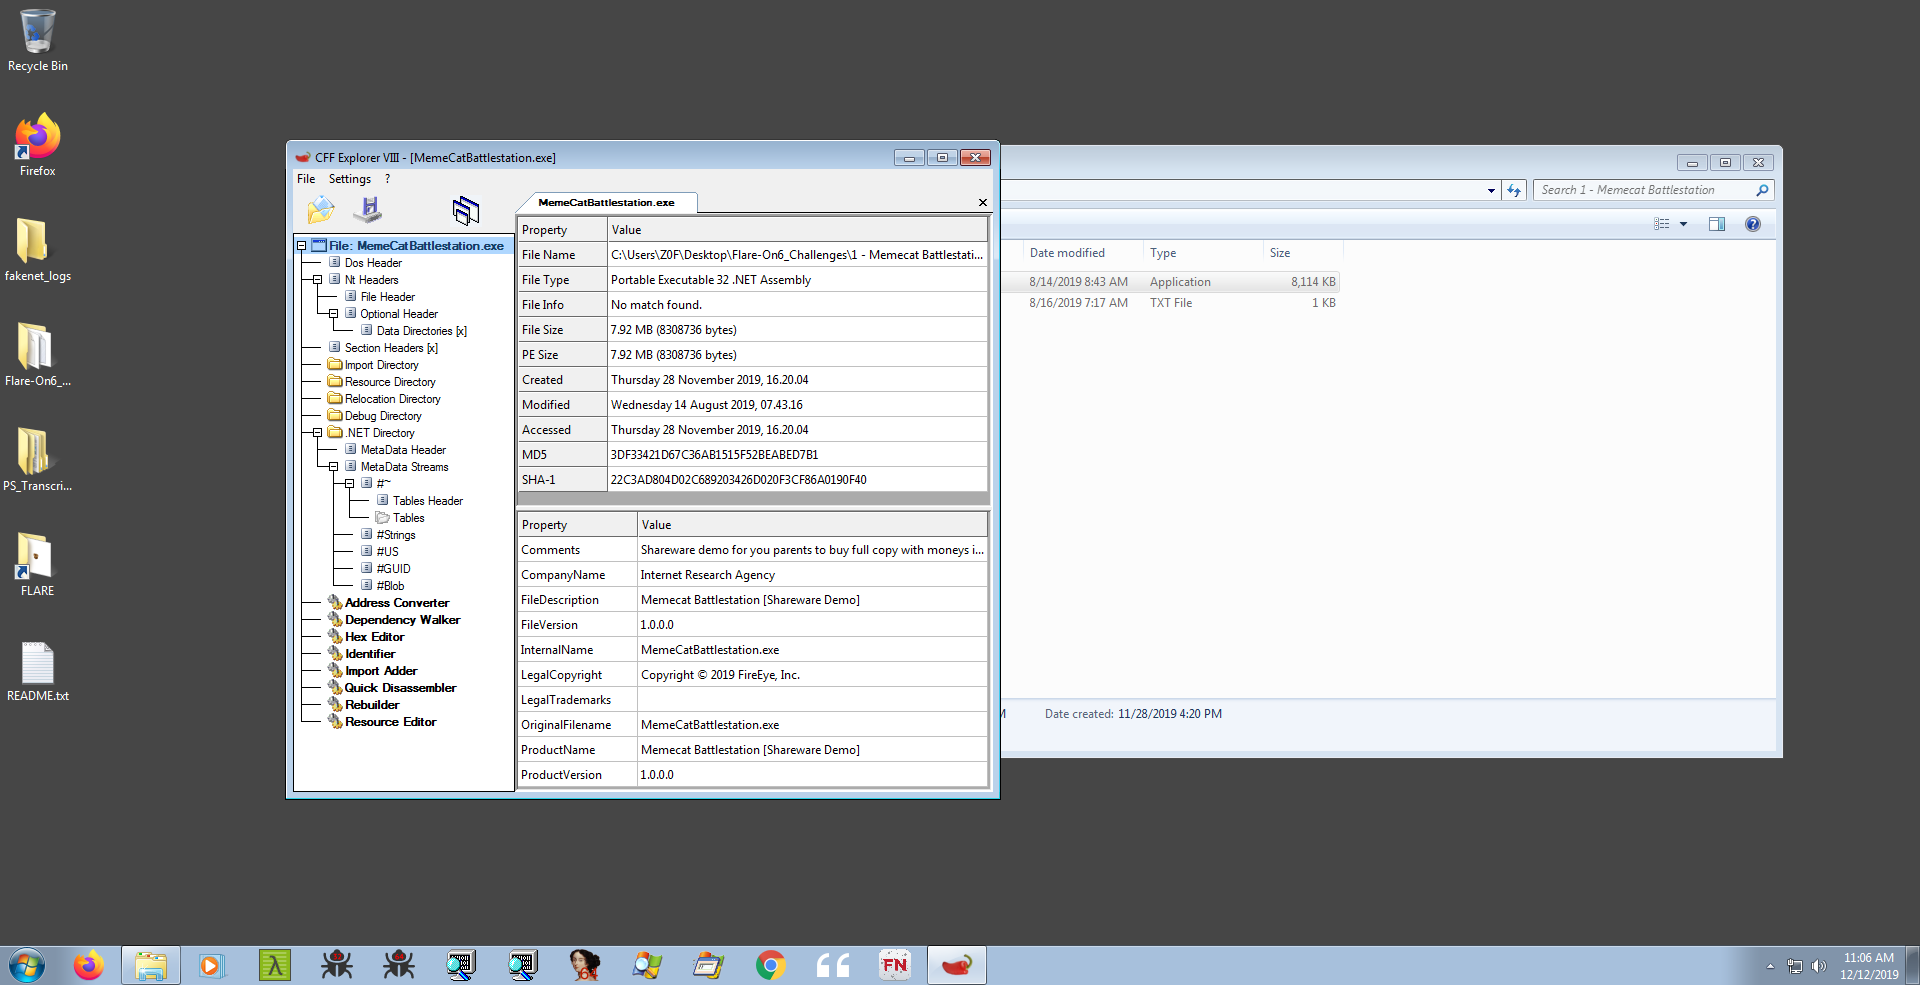 Recycle Bin
Firefox
fakenet_logs
Flare-On6_...
PS_Transcri...
FLARE
README.txt
CFF Explorer VIII - [MemeCatBattlestation.exe]
File Settings ?
MemeCatBattlestation.exe
File: MemeCatBattlestation.exe
Dos Header
Nt Headers
File Header
Optional Header
Data Directories [x]
Section Headers [x]
Import Directory
Resource Directory
Relocation Directory
Debug Directory
.NET Directory
MetaData Header
MetaData Streams
#~
Tables Header
Tables
#Strings
#US
#GUID
#Blob
Address Converter
Dependency Walker
Hex Editor
Identifier
Import Adder
Quick Disassembler
Rebuilder
Resource Editor
Property Value
File Name C:\Users\Z0F\Desktop\Flare-On6_Challenges\1 - Memecat Battlestati...
File Type Portable Executable 32 .NET Assembly
File Info No match found.
File Size 7.92 MB (8308736 bytes)
PE Size 7.92 MB (8308736 bytes)
Created Thursday 28 November 2019, 16.20.04
Modified Wednesday 14 August 2019, 07.43.16
Accessed Thursday 28 November 2019, 16.20.04
MD5 3DF33421D67C36AB1515F52BEABED7B1
SHA-1 22C3AD804D02C689203426D020F3CF86A0190F40
Property Value
Comments Shareware demo for you parents to buy full copy with moneys i...
CompanyName Internet Research Agency
FileDescription Memecat Battlestation [Shareware Demo]
FileVersion 1.0.0.0
InternalName MemeCatBattlestation.exe
LegalCopyright Copyright © 2019 FireEye, Inc.
LegalTrademarks
OriginalFilename MemeCatBattlestation.exe
ProductName Memecat Battlestation [Shareware Demo]
ProductVersion 1.0.0.0
Search 1 - Memecat Battlestation
Date modified Type Size
8/14/2019 8:43 AM Application 8,114 KB
8/16/2019 7:17 AM TXT File 1 KB
M Date created: 11/28/2019 4:20 PM
64
FN
11:06 AM
12/12/2019